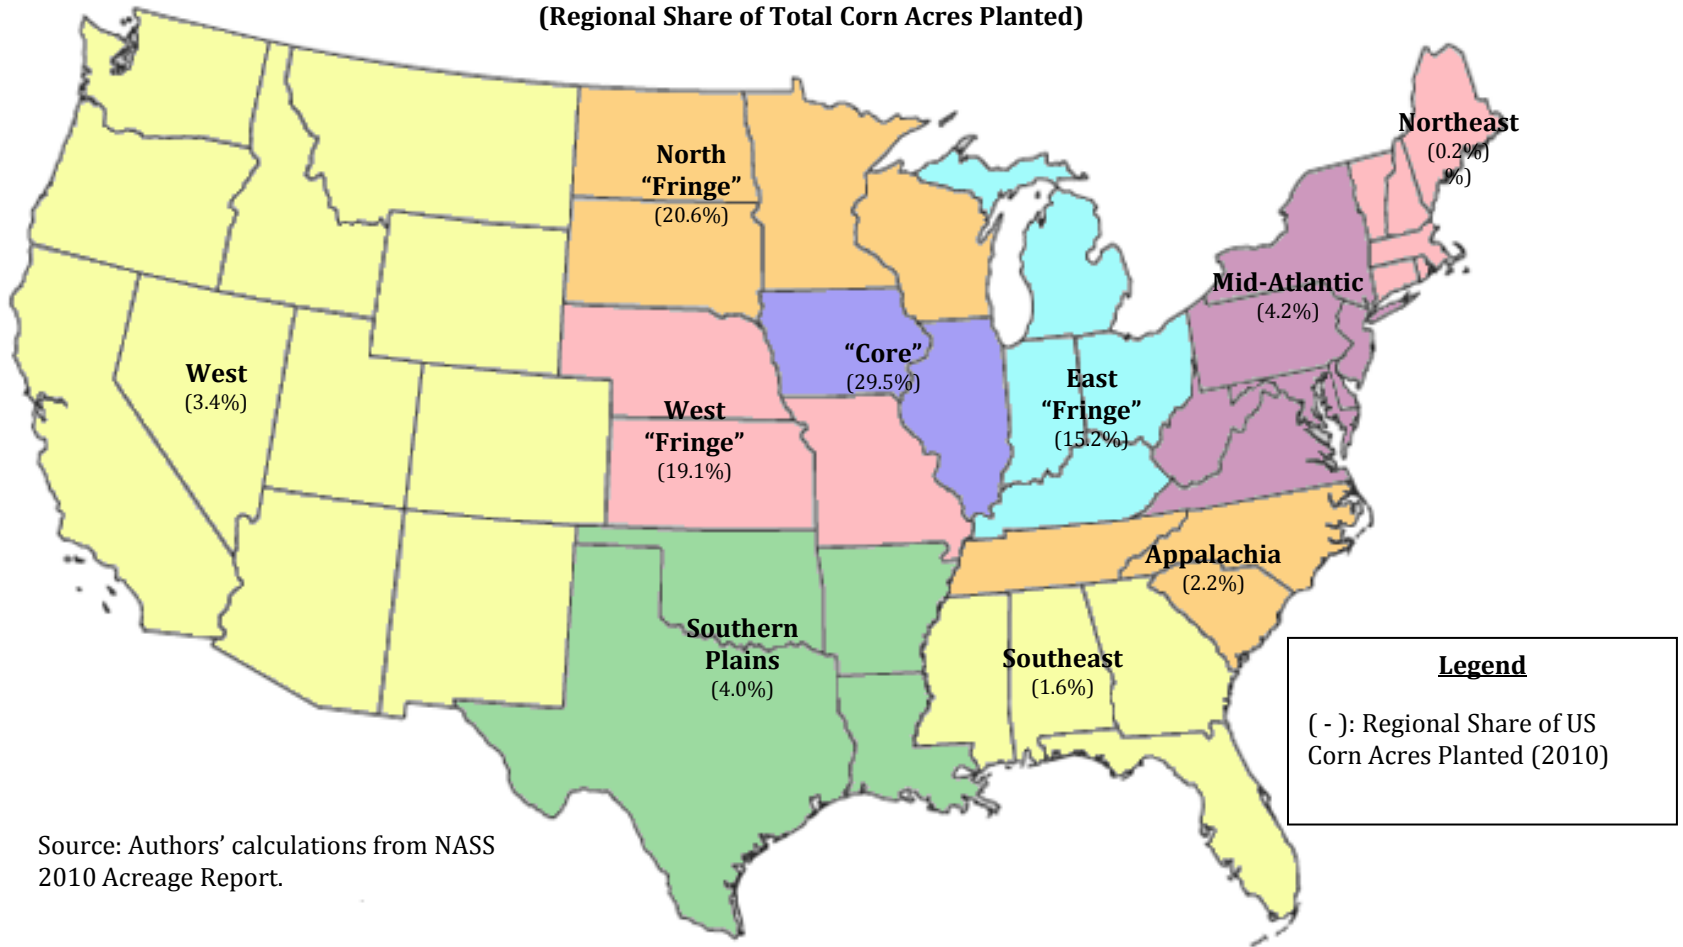 (Regional Share of Total Corn Acres Planted)
Northeast
(0.2%)
%)
North
“Fringe”
(20.6%)
Mid-Atlantic
(4.2%)
“Core”
(29.5%)
West
(3.4%)
East
“Fringe”
(15.2%)
West
“Fringe”
(19.1%)
Appalachia
(2.2%)
Southern
Plains
(4.0%)
Southeast
(1.6%)
Legend
( - ): Regional Share of US
Corn Acres Planted (2010)
Source: Authors’ calculations from NASS
2010 Acreage Report.